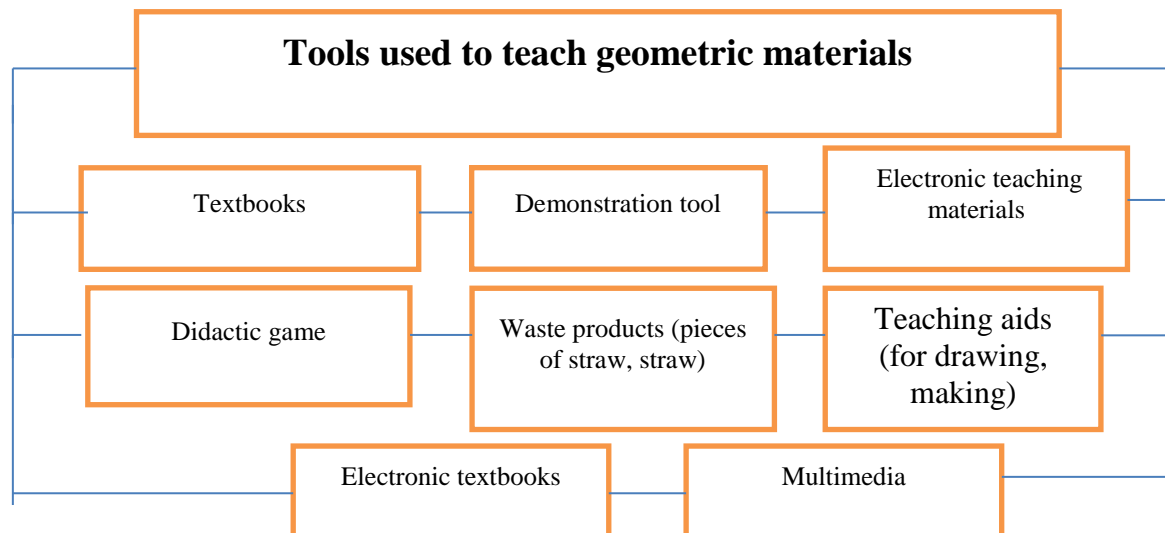 Tools used to teach geometric materials
Textbooks
Demonstration tool
Electronic teaching
materials
Didactic game
Waste products (pieces
of straw, straw)
Teaching aids
(for drawing,
making)
Electronic textbooks
Multimedia